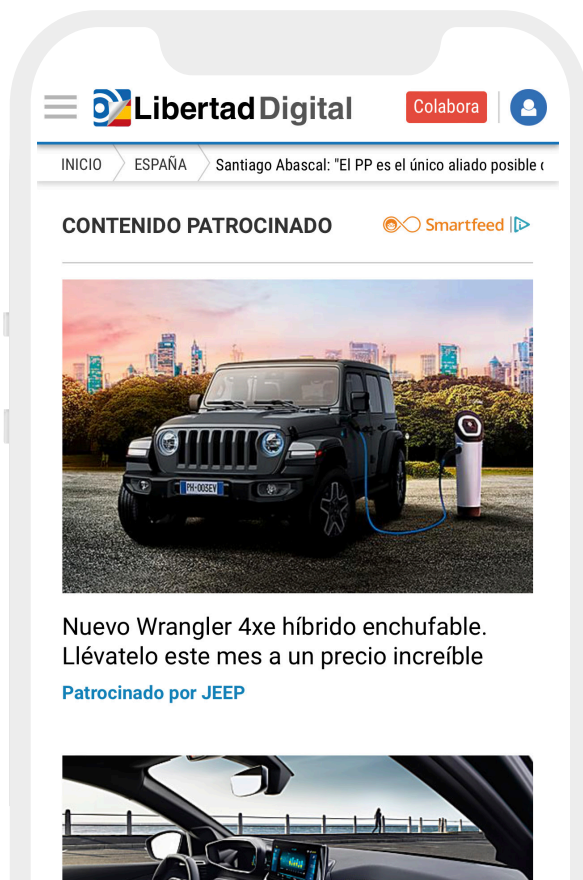 Libertad Digital
Colabora
INICIO
ESPAÑA
Santiago Abascal: "El PP es el único aliado posible
CONTENIDO PATROCINADO
Smartfeed
PH-005EV
Nuevo Wrangler 4xe híbrido enchufable.
Llévatelo este mes a un precio increíble
Patrocinado por JEEP